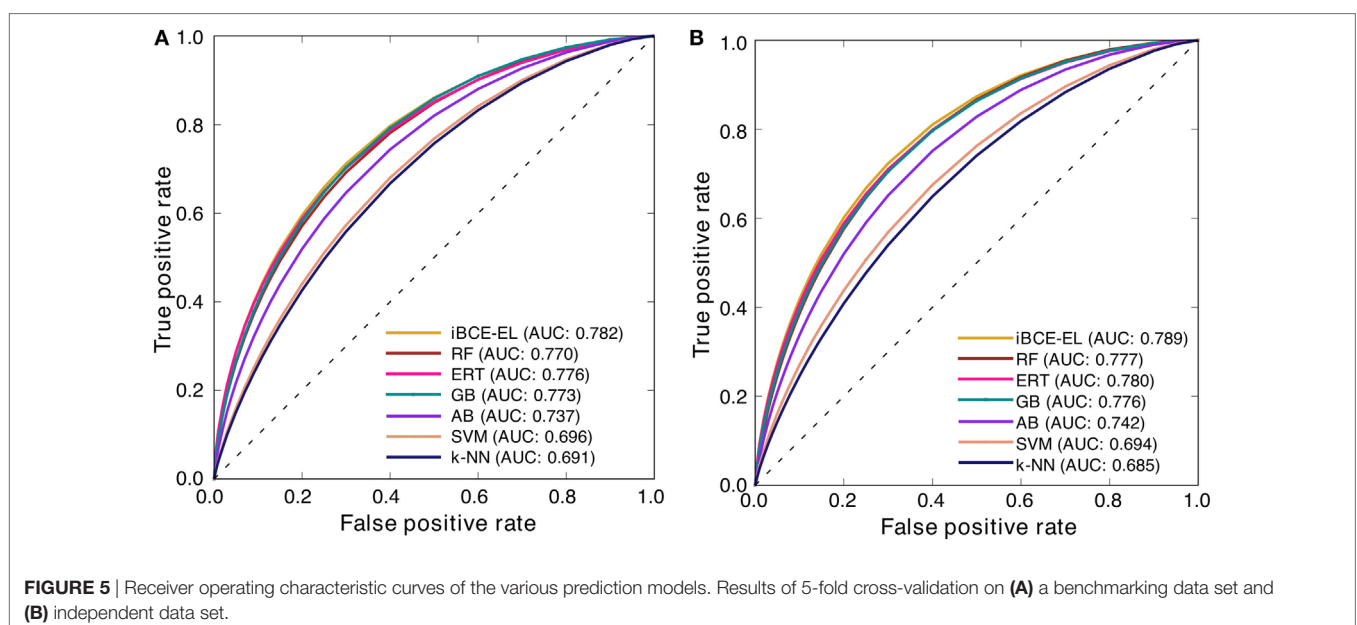 A
1.0
0.8
0.6
0.4
0.2
0.0
True positive rate
iBCE-EL (AUC: 0.782)
RF (AUC: 0.770)
ERT (AUC: 0.776)
GB (AUC: 0.773)
AB (AUC: 0.737)
SVM (AUC: 0.696)
k-NN (AUC: 0.691)
0.0 0.2 0.4 0.6 0.8 1.0
False positive rate
B
1.0
0.8
0.6
0.4
0.2
0.0
True positive rate
iBCE-EL (AUC: 0.789)
RF (AUC: 0.777)
ERT (AUC: 0.780)
GB (AUC: 0.776)
AB (AUC: 0.742)
SVM (AUC: 0.694)
k-NN (AUC: 0.685)
0.0 0.2 0.4 0.6 0.8 1.0
False positive rate
FIGURE 5 | Receiver operating characteristic curves of the various prediction models. Results of 5-fold cross-validation on (A) a benchmarking data set and
(B) independent data set.